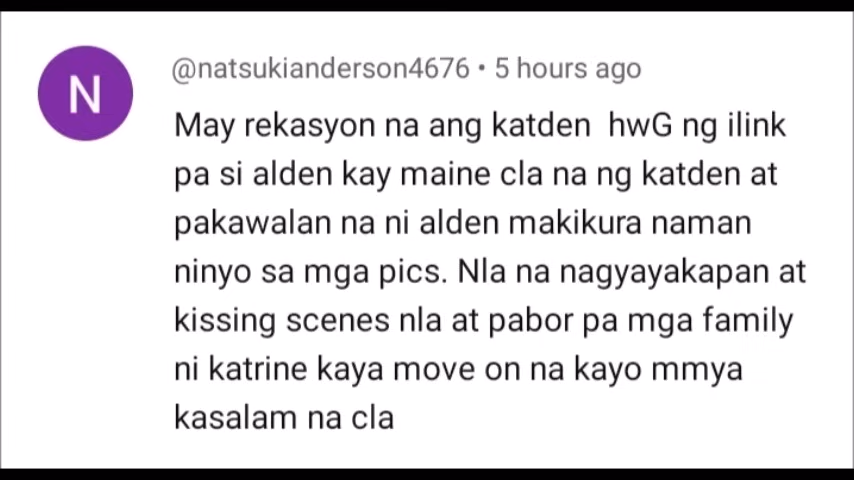 N
@natsukianderson4676 • 5 hours ago
May rekasyon na ang katden hwG ng ilink
pa si alden kay maine cla na ng katden at
pakawalan na ni alden makikura naman
ninyo sa mga pics. Nla na nagyayakapan at
kissing scenes nla at pabor pa mga family
ni katrine kaya move on na kayo mmya
kasalam na cla